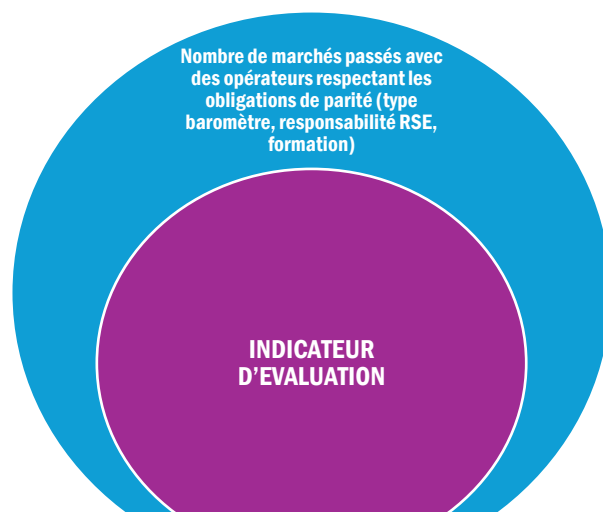 Nombre de marchés passés avec
des opérateurs respectant les
obligations de parité (type
baromètre, responsabilité RSE,
formation)
INDICATEUR
D’EVALUATION